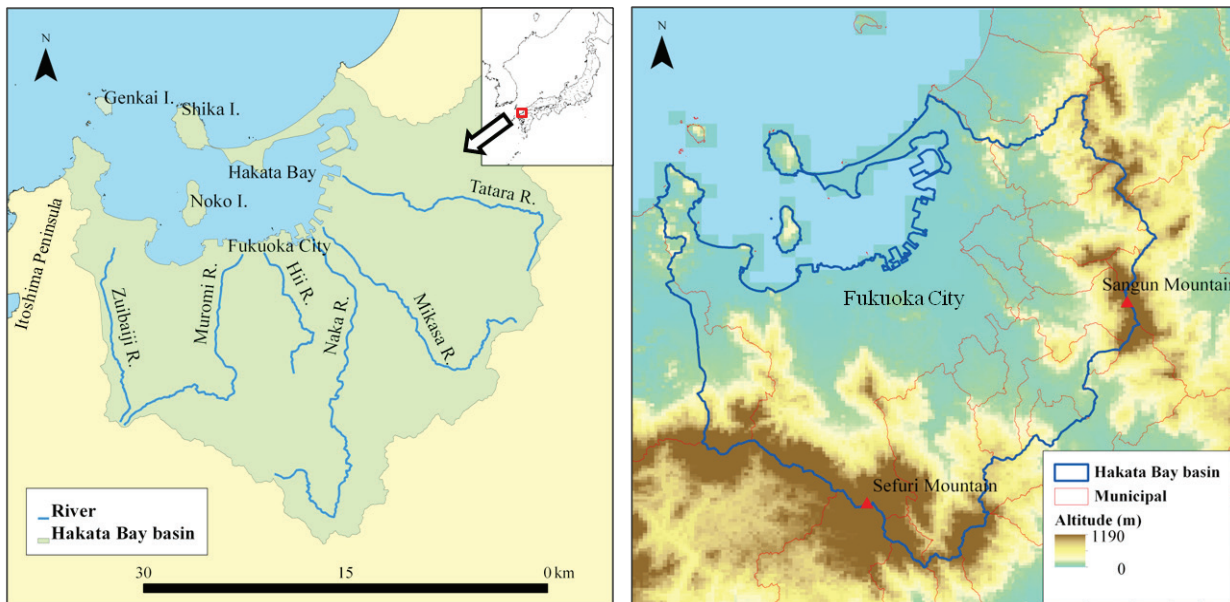 N
Genkai I.
Shika I.
Hakata Bay
Tatara R.
Noko I.
Itoshima Peninsula
Fukuoka City
Zuibaiji R.
Muromi R.
Hii R.
Naka R.
Mikasa R.
River
Hakata Bay basin
30
15
0 km
N
Fukuoka City
Sangun Mountain
Sefuri Mountain
Hakata Bay basin
Municipal
Altitude (m)
1190
0